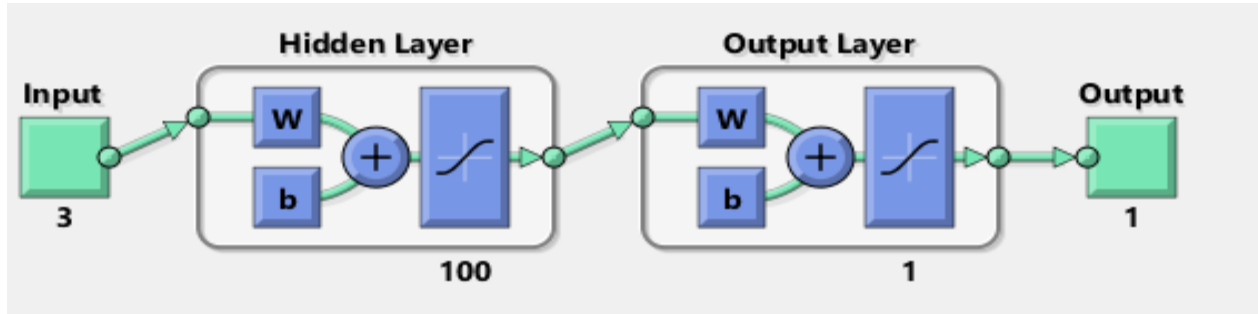 Hidden Layer
Output Layer
Input
Output
W
b
+
W
b
+
3
100
1
1